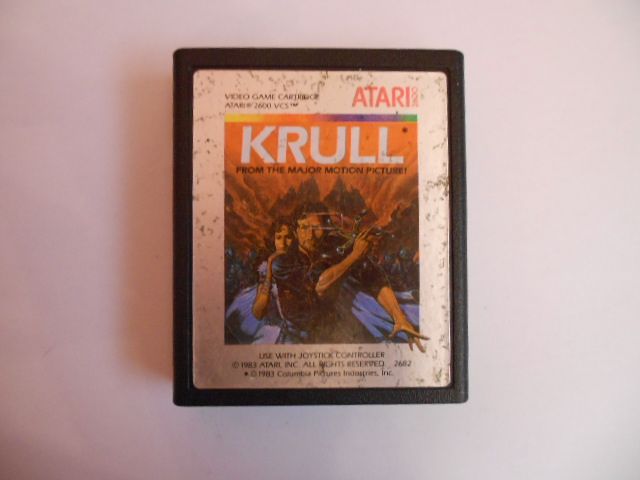 VIDEO GAME CARTRIDGE
ATARI® 2600 VCS™
ATARI 2600
KRULL*
FROM THE MAJOR MOTION PICTURE!
USE WITH JOYSTICK CONTROLLER
© 1983 ATARI, INC. ALL RIGHTS RESERVED 2682
* © 1983 Columbia Pictures Industries, Inc.